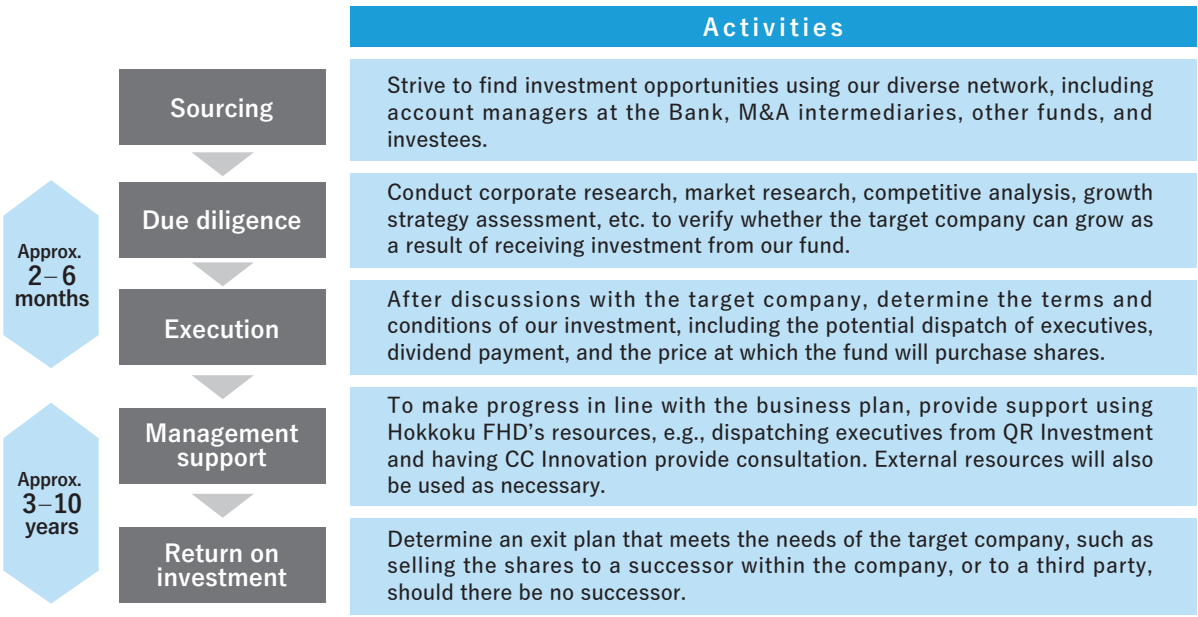 Activities
Sourcing
Strive to find investment opportunities using our diverse network, including
account managers at the Bank, M&A intermediaries, other funds, and
investees.
Approx.
2–6
months
Due diligence
Conduct corporate research, market research, competitive analysis, growth
strategy assessment, etc. to verify whether the target company can grow as
a result of receiving investment from our fund.
Execution
After discussions with the target company, determine the terms and
conditions of our investment, including the potential dispatch of executives,
dividend payment, and the price at which the fund will purchase shares.
Approx.
3–10
years
Management
support
To make progress in line with the business plan, provide support using
Hokkoku FHD's resources, e.g., dispatching executives from QR Investment
and having CC Innovation provide consultation. External resources will also
be used as necessary.
Return on
investment
Determine an exit plan that meets the needs of the target company, such as
selling the shares to a successor within the company, or to a third party,
should there be no successor.